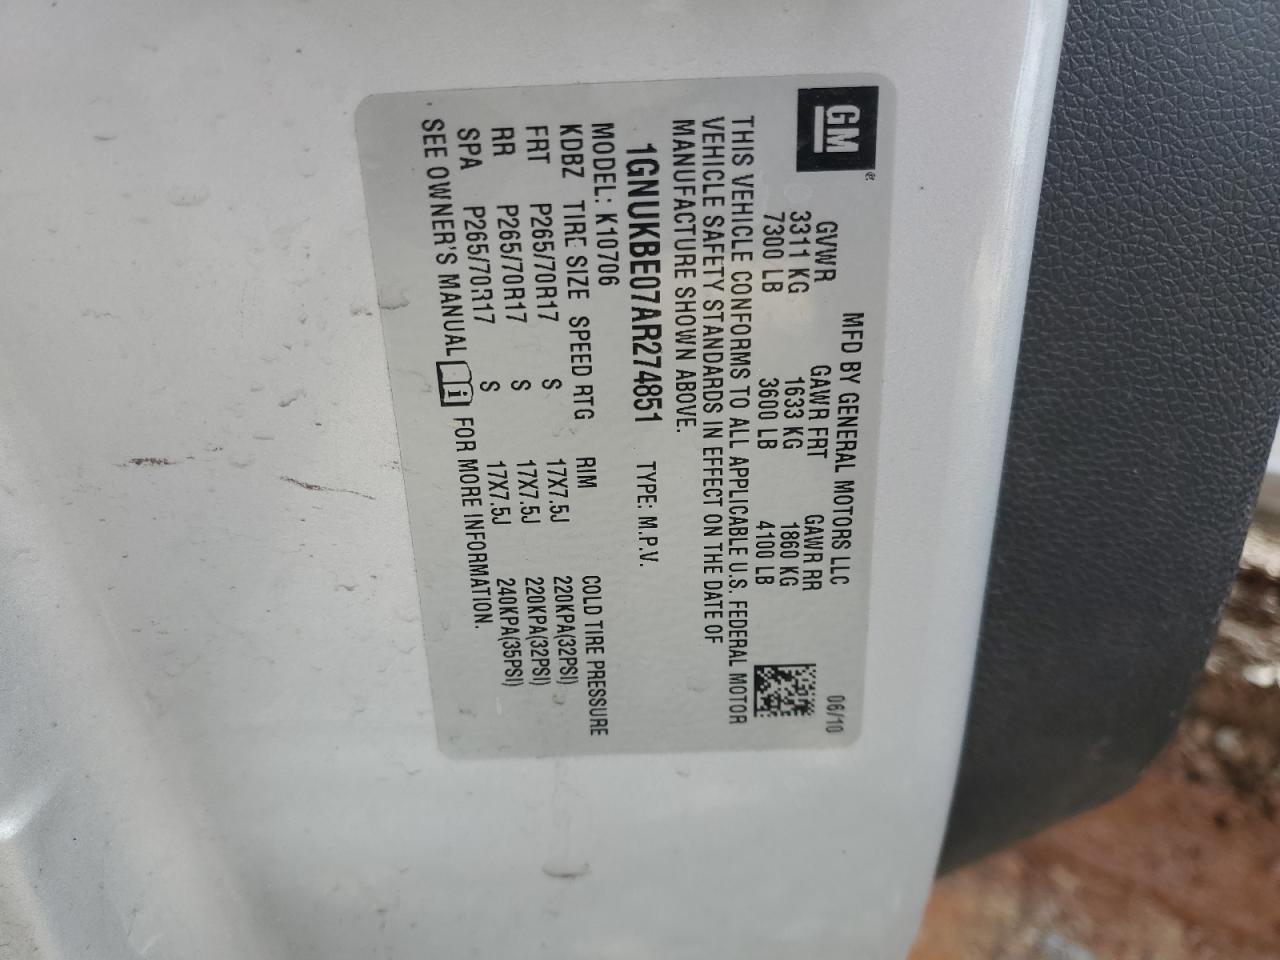 GM
MFD BY GENERAL MOTORS LLC 06/10
GVWR GAWR FRT GAWR RR
3311 KG 1633 KG 1860 KG
7300 LB 3600 LB 4100 LB
THIS VEHICLE CONFORMS TO ALL APPLICABLE U.S. FEDERAL MOTOR
VEHICLE SAFETY STANDARDS IN EFFECT ON THE DATE OF
MANUFACTURE SHOWN ABOVE.
1GNUKBE07AR274851 TYPE: M.P.V.
MODEL: K10706
KDBZ TIRE SIZE SPEED RTG RIM COLD TIRE PRESSURE
FRT P265/70R17 S 17X7.5J 220KPA(32PSI)
RR P265/70R17 S 17X7.5J 220KPA(32PSI)
SPA P265/70R17 S 17X7.5J 240KPA(35PSI)
SEE OWNER'S MANUAL i FOR MORE INFORMATION.